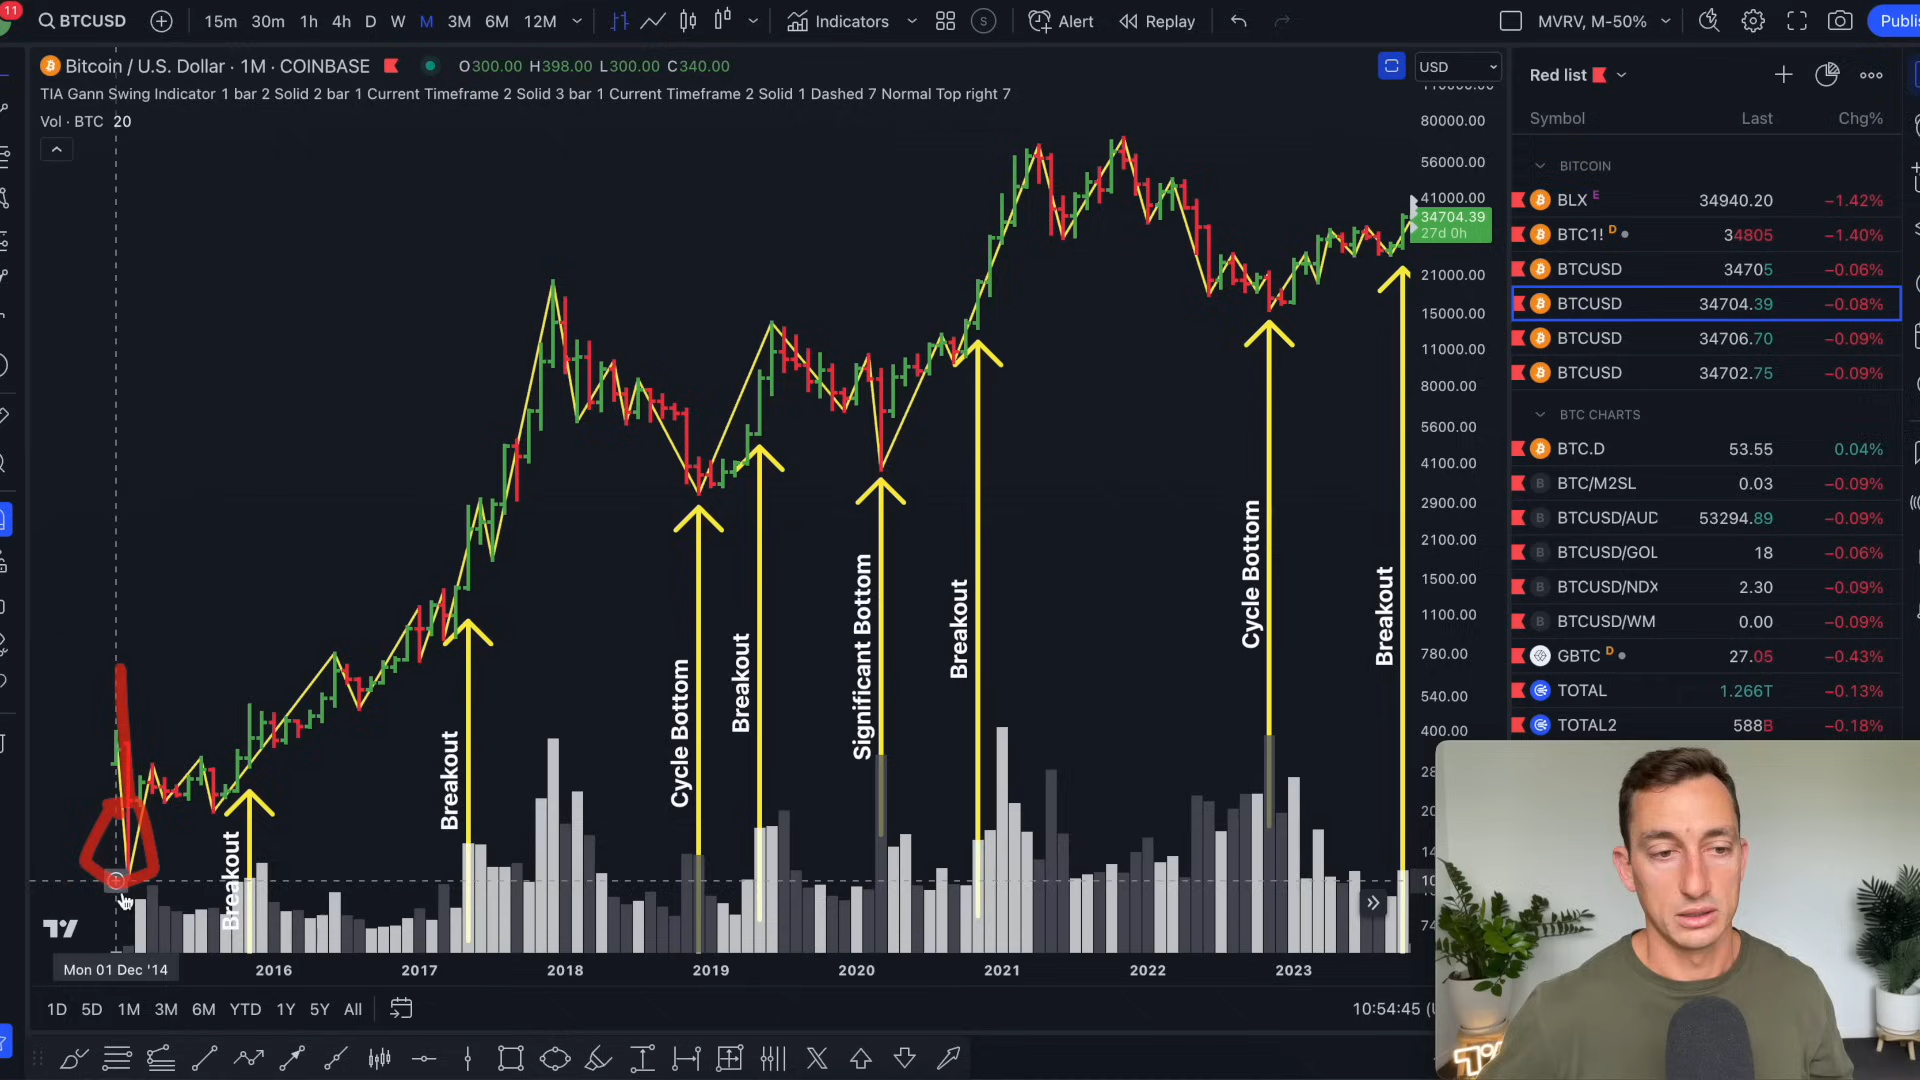 11
BTCUSD
15m 30m 1h 4h D W M 3M 6M 12M
Indicators
S
Alert
Replay
MVRV, M-50%
Bitcoin / U.S. Dollar · 1M · COINBASE
O300.00 H398.00 L300.00 C340.00
TIA Gann Swing Indicator 1 bar 2 Solid 2 bar 1 Current Timeframe 2 Solid 3 bar 1 Current Timeframe 2 Solid 1 Dashed 7 Normal Top right 7
Vol · BTC 20
USD
80000.00
56000.00
41000.00
34704.39
27d 0h
21000.00
15000.00
11000.00
8000.00
5600.00
4100.00
2900.00
2100.00
1500.00
1100.00
780.00
540.00
400.00
Breakout
Breakout
Cycle Bottom
Breakout
Significant Bottom
Breakout
Cycle Bottom
Breakout
Mon 01 Dec '14
2016
2017
2018
2019
2020
2021
2022
2023
1D 5D 1M 3M 6M YTD 1Y 5Y All
10:54:45
Red list
Symbol Last Chg%
BITCOIN
BLX E 34940.20 −1.42%
BTC1! D 34805 −1.40%
BTCUSD 34705 −0.06%
BTCUSD 34704.39 −0.08%
BTCUSD 34706.70 −0.09%
BTCUSD 34702.75 −0.09%
BTC CHARTS
BTC.D 53.55 0.04%
BTC/M2SL 0.03 −0.09%
BTCUSD/AUD 53294.89 −0.09%
BTCUSD/GOL 18 −0.06%
BTCUSD/NDX 2.30 −0.09%
BTCUSD/WM 0.00 −0.09%
GBTC D 27.05 −0.43%
TOTAL 1.266T −0.13%
TOTAL2 588B −0.18%